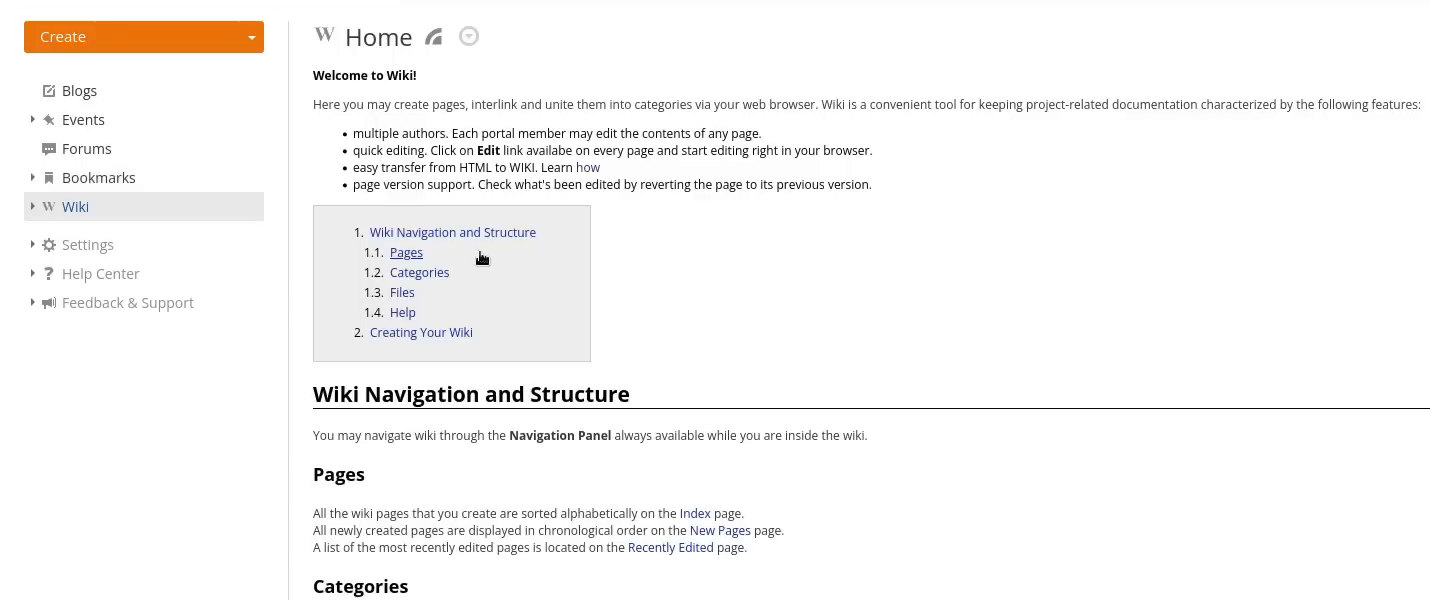 Create
Blogs
Events
Forums
Bookmarks
W Wiki
Settings
? Help Center
Feedback & Support
W Home
Welcome to Wiki!
Here you may create pages, interlink and unite them into categories via your web browser. Wiki is a convenient tool for keeping project-related documentation characterized by the following features:
• multiple authors. Each portal member may edit the contents of any page.
• quick editing. Click on Edit link availabe on every page and start editing right in your browser.
• easy transfer from HTML to WIKI. Learn how
• page version support. Check what's been edited by reverting the page to its previous version.
1. Wiki Navigation and Structure
1.1. Pages
1.2. Categories
1.3. Files
1.4. Help
2. Creating Your Wiki
Wiki Navigation and Structure
You may navigate wiki through the Navigation Panel always available while you are inside the wiki.
Pages
All the wiki pages that you create are sorted alphabetically on the Index page.
All newly created pages are displayed in chronological order on the New Pages page.
A list of the most recently edited pages is located on the Recently Edited page.
Categories